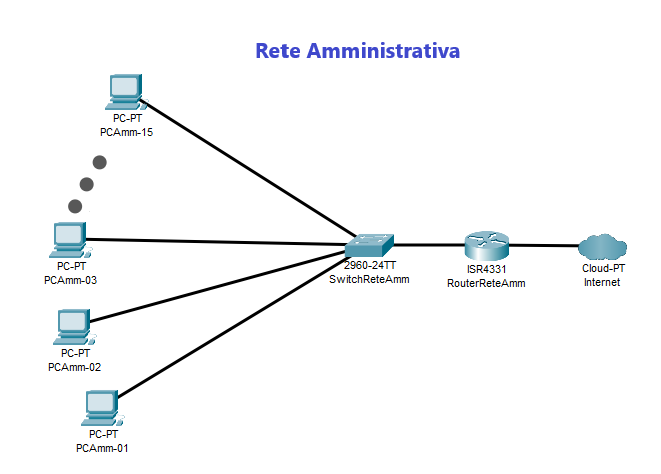 Rete Amministrativa
PC-PT
PCAmm-15
PC-PT
PCAmm-03
2960-24TT
SwitchReteAmm
ISR4331
RouterReteAmm
Cloud-PT
Internet
PC-PT
PCAmm-02
PC-PT
PCAmm-01